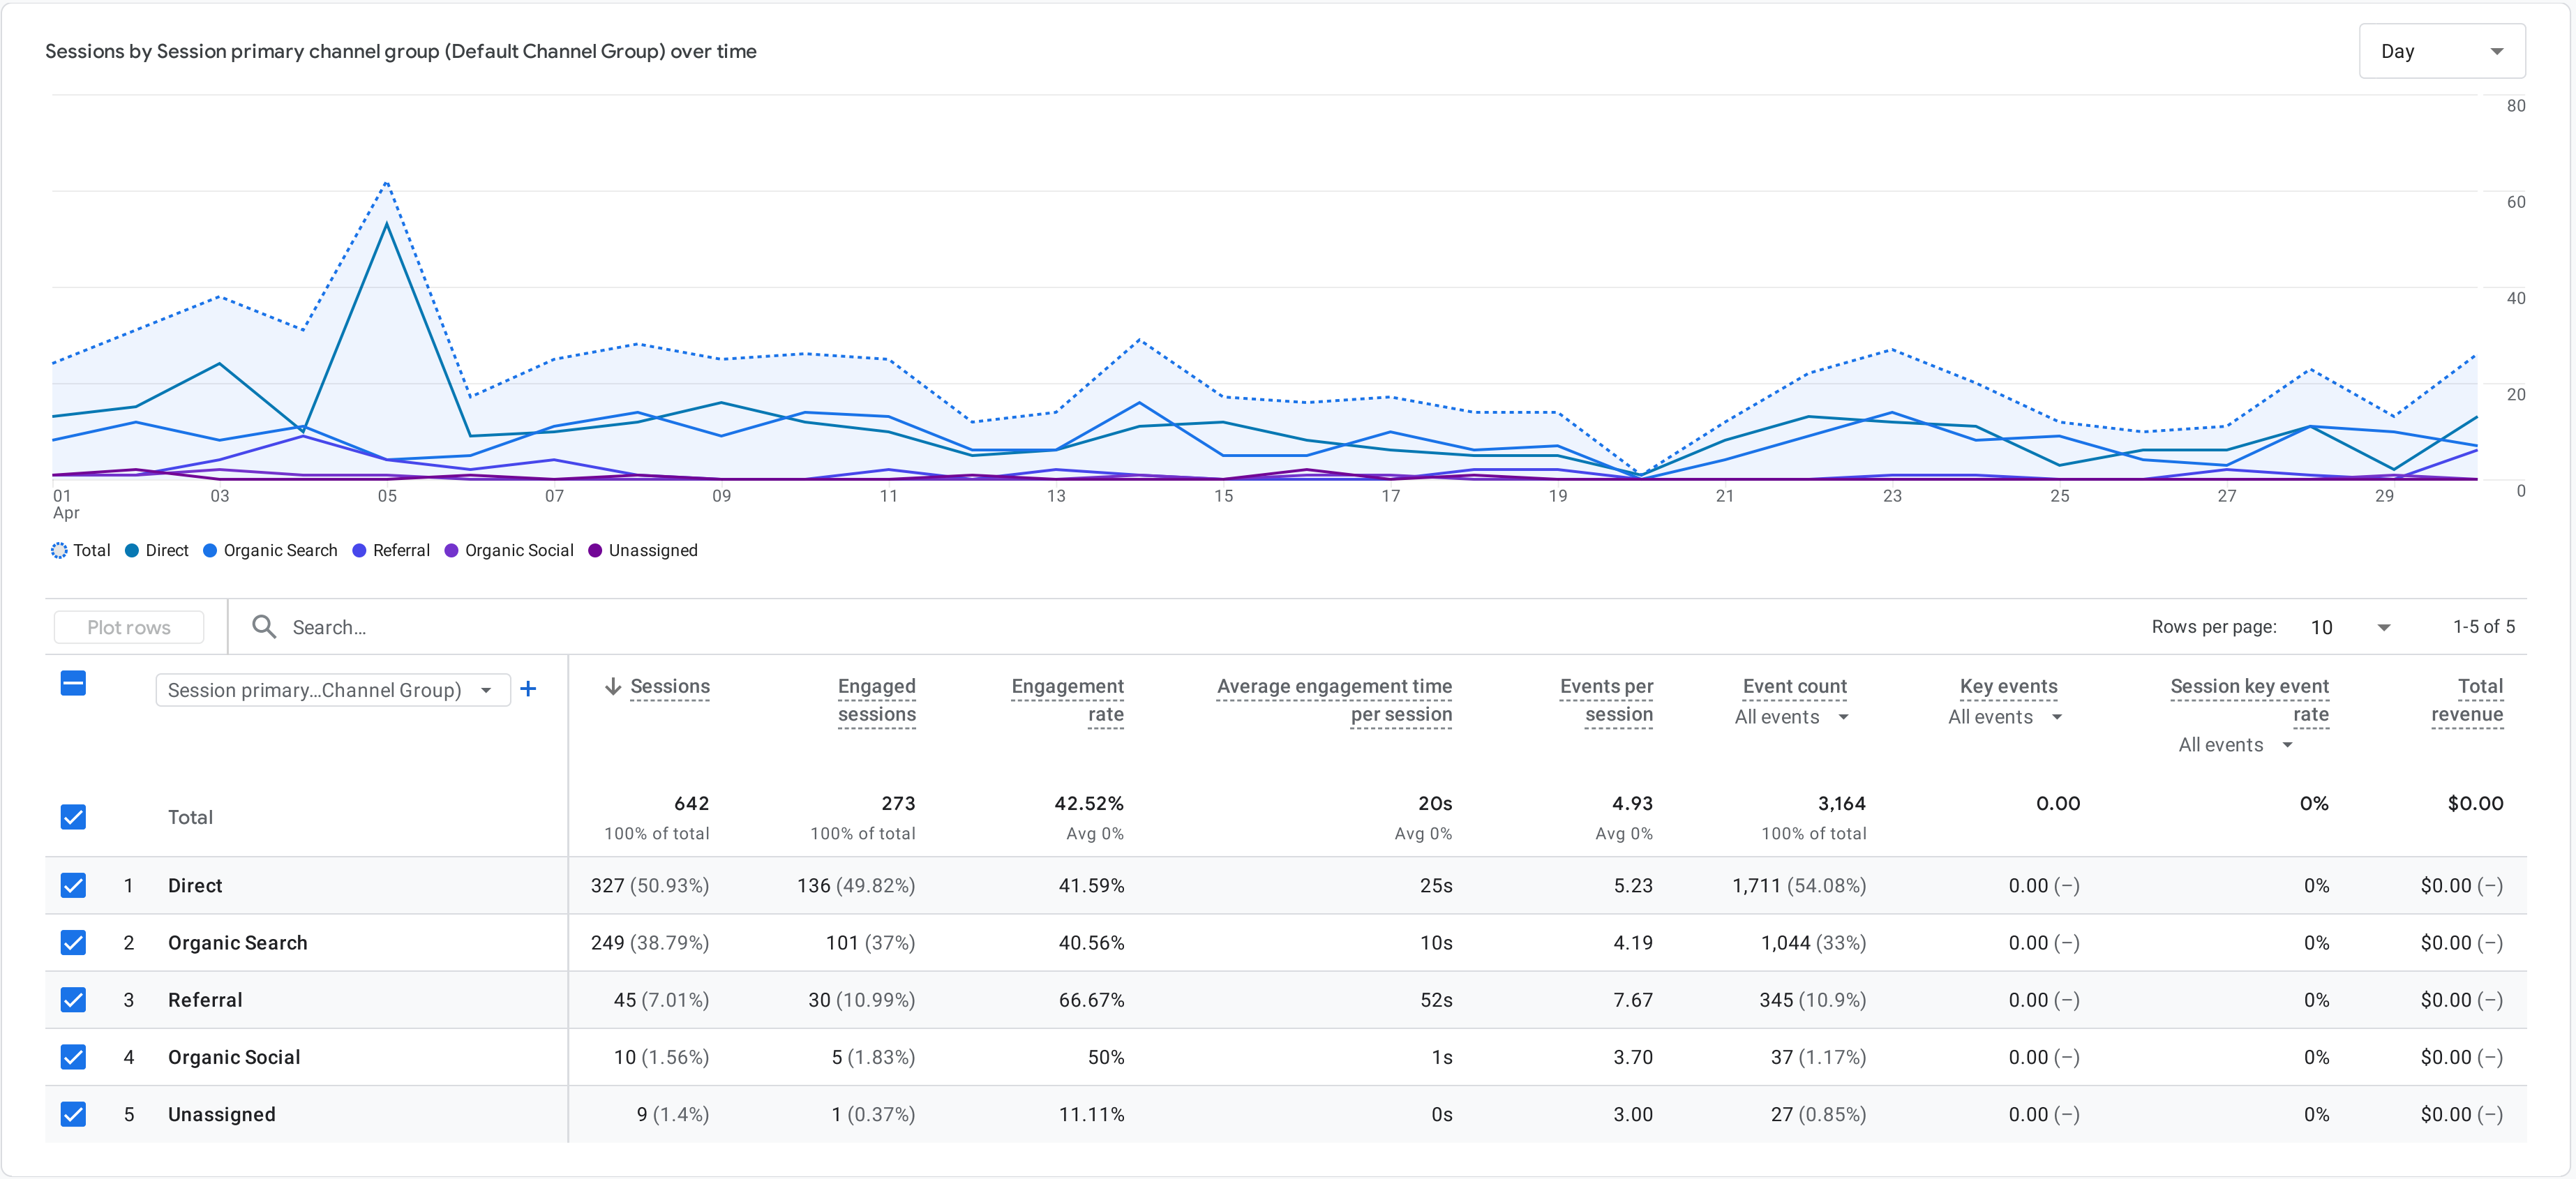 Sessions by Session primary channel group (Default Channel Group) over time
Day
80
60
40
20
0
01 03 05 07 09 11 13 15 17 19 21 23 25 27 29
Apr
Total Direct Organic Search Referral Organic Social Unassigned
Plot rows Search… Rows per page: 10 1-5 of 5
Session primary…Channel Group) + Sessions Engaged Engagement Average engagement time Events per Event count Key events Session key event Total
sessions rate per session session All events All events rate revenue
All events
Total 642 273 42.52% 20s 4.93 3,164 0.00 0% $0.00
100% of total 100% of total Avg 0% Avg 0% Avg 0% 100% of total
1 Direct 327 (50.93%) 136 (49.82%) 41.59% 25s 5.23 1,711 (54.08%) 0.00 (–) 0% $0.00 (–)
2 Organic Search 249 (38.79%) 101 (37%) 40.56% 10s 4.19 1,044 (33%) 0.00 (–) 0% $0.00 (–)
3 Referral 45 (7.01%) 30 (10.99%) 66.67% 52s 7.67 345 (10.9%) 0.00 (–) 0% $0.00 (–)
4 Organic Social 10 (1.56%) 5 (1.83%) 50% 1s 3.70 37 (1.17%) 0.00 (–) 0% $0.00 (–)
5 Unassigned 9 (1.4%) 1 (0.37%) 11.11% 0s 3.00 27 (0.85%) 0.00 (–) 0% $0.00 (–)